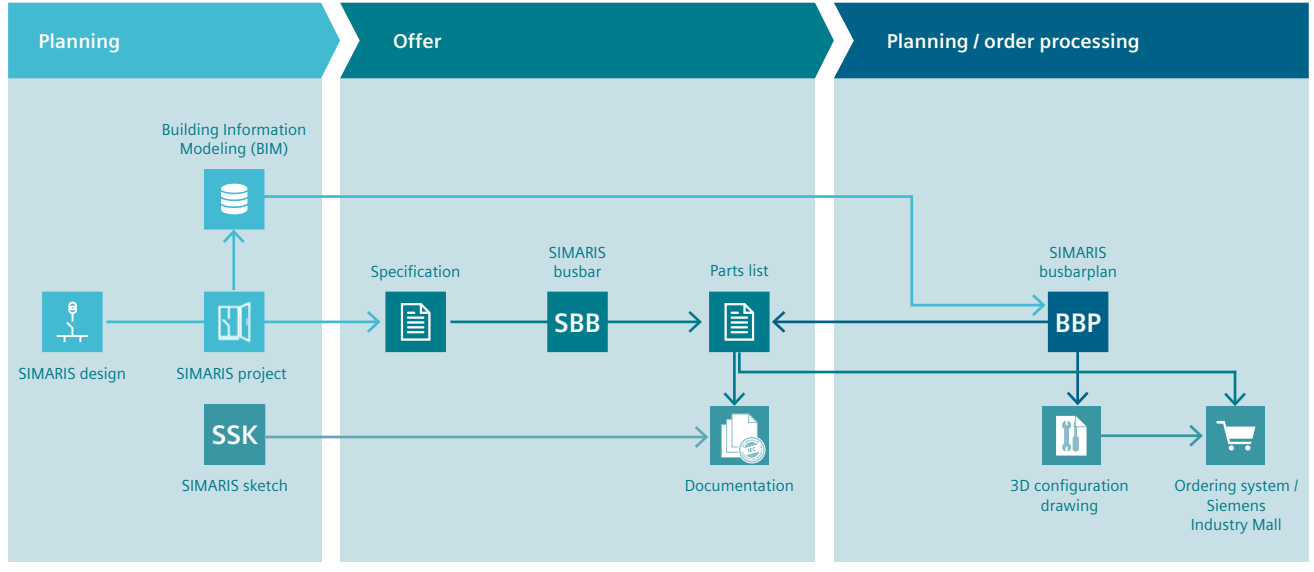 Planning
Offer
Planning / order processing
Building Information
Modeling (BIM)
Specification
SIMARIS
busbar
Parts list
SIMARIS
busbarplan
SBB
BBP
SIMARIS design
SIMARIS project
SSK
IEC
SIMARIS sketch
Documentation
3D configuration
drawing
Ordering system /
Siemens
Industry Mall